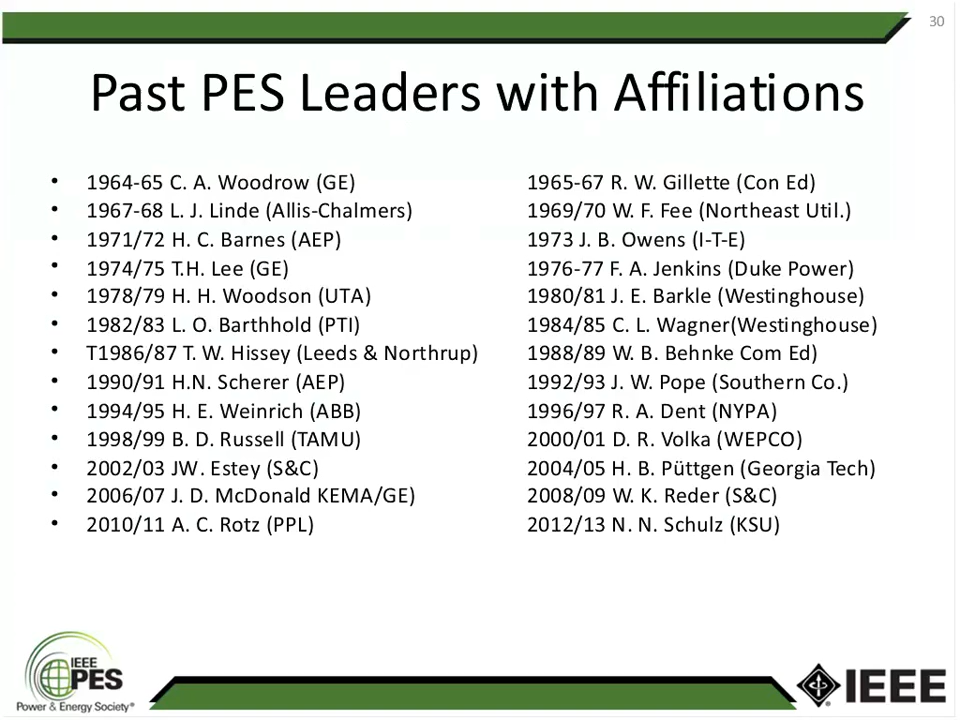 30
Past PES Leaders with Affiliations
• 1964-65 C. A. Woodrow (GE) 1965-67 R. W. Gillette (Con Ed)
• 1967-68 L. J. Linde (Allis-Chalmers) 1969/70 W. F. Fee (Northeast Util.)
• 1971/72 H. C. Barnes (AEP) 1973 J. B. Owens (I-T-E)
• 1974/75 T.H. Lee (GE) 1976-77 F. A. Jenkins (Duke Power)
• 1978/79 H. H. Woodson (UTA) 1980/81 J. E. Barkle (Westinghouse)
• 1982/83 L. O. Barthhold (PTI) 1984/85 C. L. Wagner(Westinghouse)
• T1986/87 T. W. Hissey (Leeds & Northrup) 1988/89 W. B. Behnke Com Ed)
• 1990/91 H.N. Scherer (AEP) 1992/93 J. W. Pope (Southern Co.)
• 1994/95 H. E. Weinrich (ABB) 1996/97 R. A. Dent (NYPA)
• 1998/99 B. D. Russell (TAMU) 2000/01 D. R. Volka (WEPCO)
• 2002/03 JW. Estey (S&C) 2004/05 H. B. Püttgen (Georgia Tech)
• 2006/07 J. D. McDonald KEMA/GE) 2008/09 W. K. Reder (S&C)
• 2010/11 A. C. Rotz (PPL) 2012/13 N. N. Schulz (KSU)
IEEE
PES
Power & Energy Society®
IEEE